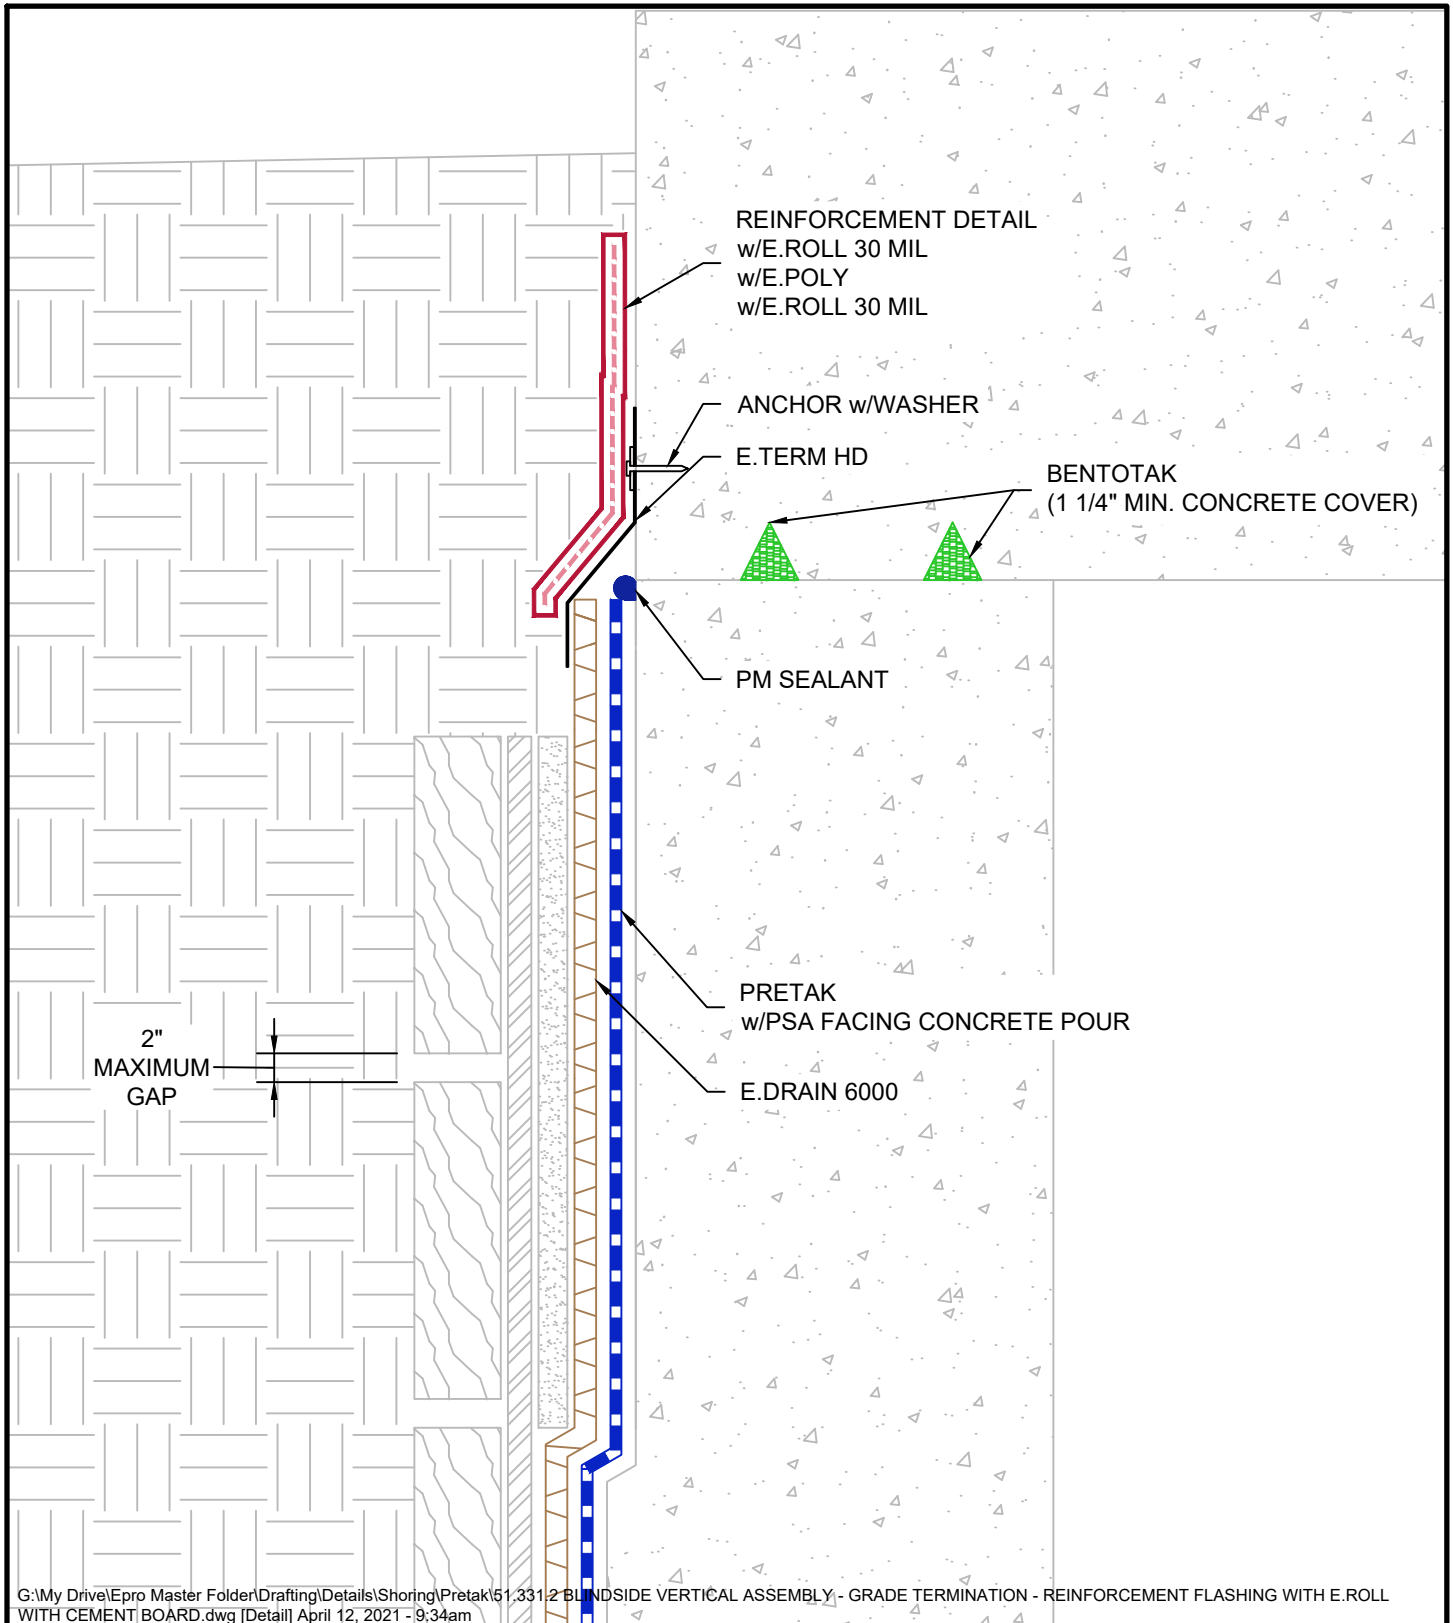 REINFORCEMENT DETAIL
w/E.ROLL 30 MIL
w/E.POLY
w/E.ROLL 30 MIL
ANCHOR w/WASHER
E.TERM HD
BENTOTAK
(1 1/4" MIN. CONCRETE COVER)
PM SEALANT
PRETAK
w/PSA FACING CONCRETE POUR
2"
MAXIMUM
GAP
E.DRAIN 6000
G:\My Drive\Epro Master Folder\Drafting\Details\Shoring\Pretak\51.331.2 BLINDSIDE VERTICAL ASSEMBLY - GRADE TERMINATION - REINFORCEMENT FLASHING WITH E.ROLL
WITH CEMENT BOARD.dwg [Detail] April 12, 2021 - 9:34am